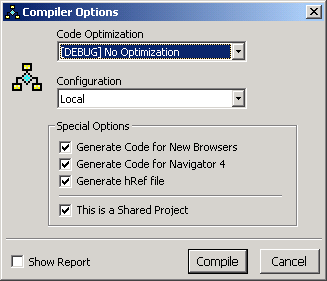 Compiler Options
Code Optimization
[DEBUG] No Optimization
Configuration
Local
Special Options
Generate Code for New Browsers
Generate Code for Navigator 4
Generate hRef file
This is a Shared Project
Show Report
Compile
Cancel